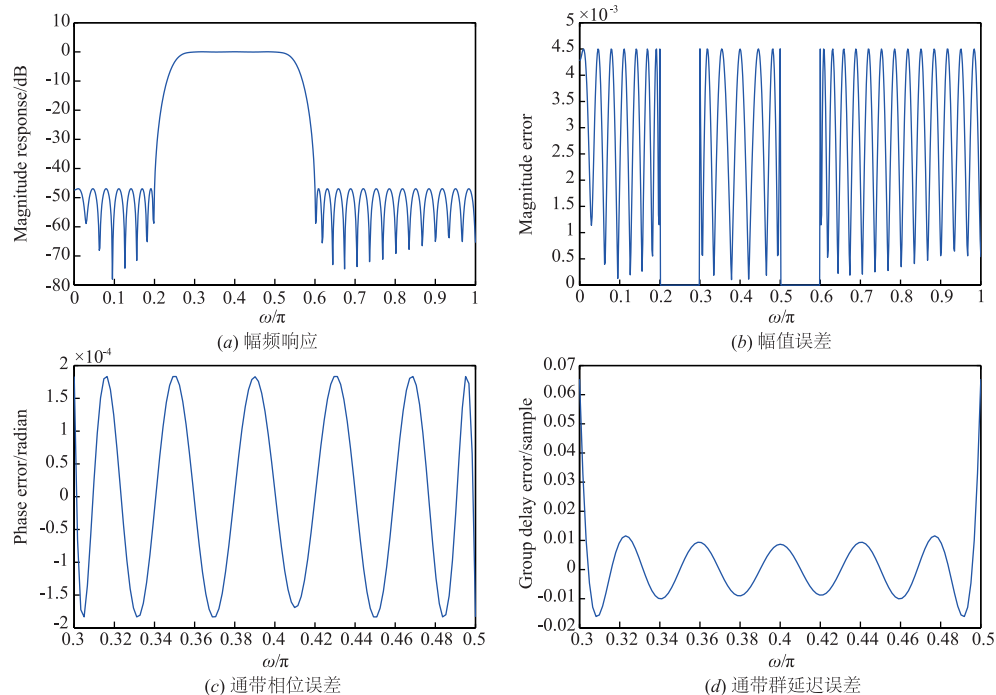 Magnitude response/dB
10
0
-10
-20
-30
-40
-50
-60
-70
-80
0 0.1 0.2 0.3 0.4 0.5 0.6 0.7 0.8 0.9 1
ω/π
(a) 幅频响应
×10⁻³
Magnitude error
5
4.5
4
3.5
3
2.5
2
1.5
1
0.5
0
0 0.1 0.2 0.3 0.4 0.5 0.6 0.7 0.8 0.9 1
ω/π
(b) 幅值误差
×10⁻⁴
Phase error/radian
2
1.5
1
0.5
0
-0.5
-1
-1.5
-2
0.3 0.32 0.34 0.36 0.38 0.40 0.42 0.44 0.46 0.48 0.5
ω/π
(c) 通带相位误差
Group delay error/sample
0.07
0.06
0.05
0.04
0.03
0.02
0.01
0
-0.01
-0.02
0.3 0.32 0.34 0.36 0.38 0.40 0.42 0.44 0.46 0.48 0.5
ω/π
(d) 通带群延迟误差